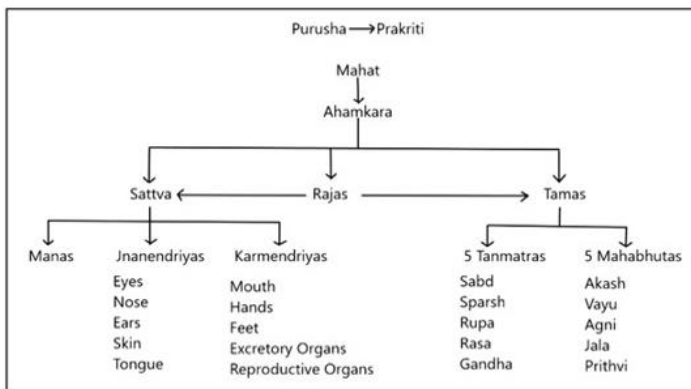 Purusha Prakriti
Mahat
Ahamkara
Sattva Rajas Tamas
Manas Jnanendriyas Karmendriyas 5 Tanmatras 5 Mahabhutas
Eyes Mouth Sabd Akash
Nose Hands Sparsh Vayu
Ears Feet Rupa Agni
Skin Excretory Organs Rasa Jala
Tongue Reproductive Organs Gandha Prithvi